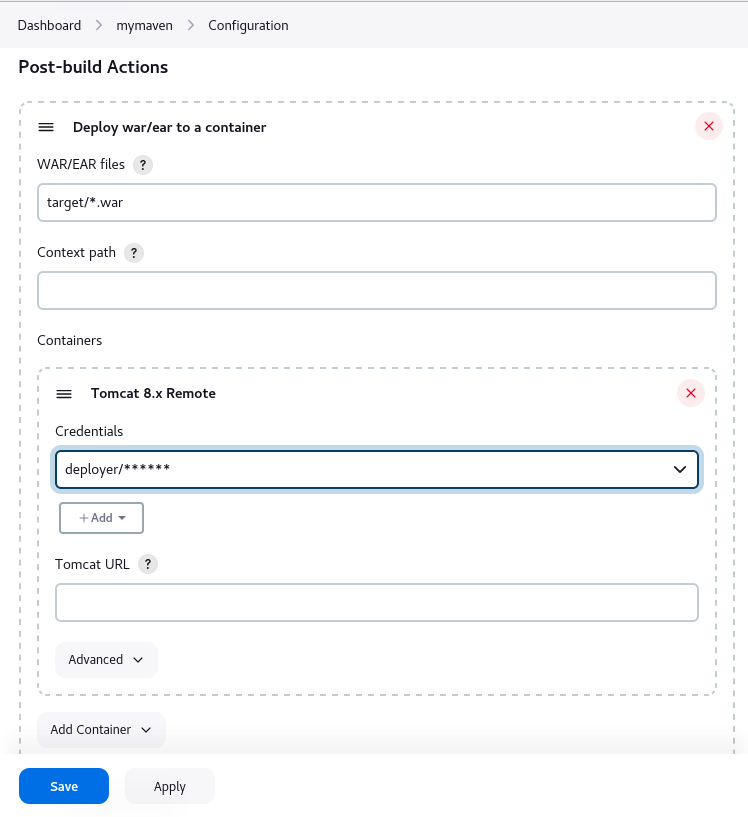 Dashboard > mymaven > Configuration
Post-build Actions
Deploy war/ear to a container
WAR/EAR files ?
target/*.war
Context path ?
Containers
Tomcat 8.x Remote
Credentials
deployer/******
+ Add
Tomcat URL ?
Advanced
Add Container
Save Apply